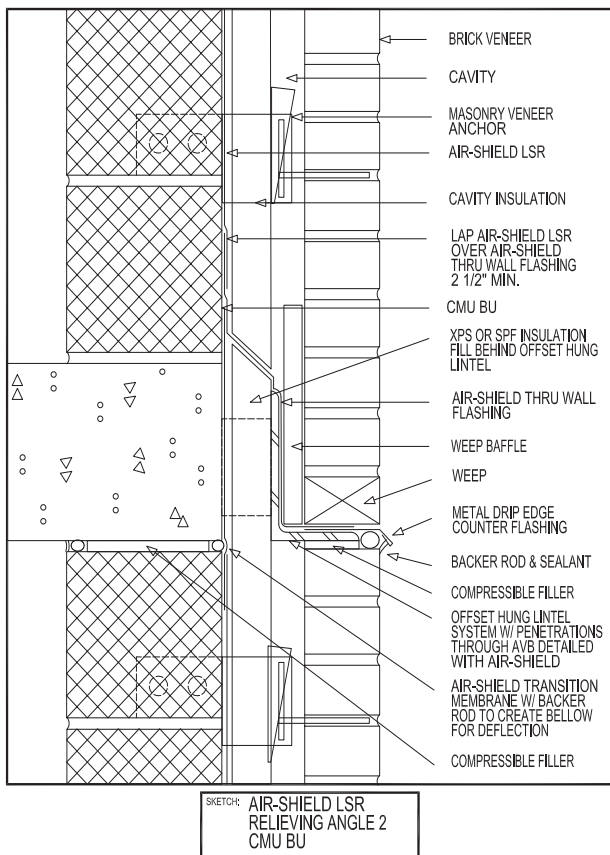 BRICK VENEER
CAVITY
MASONRY VENEER
ANCHOR
AIR-SHIELD LSR
CAVITY INSULATION
LAP AIR-SHIELD LSR
OVER AIR-SHIELD
THRU WALL FLASHING
2 1/2" MIN.
CMU BU
XPS OR SPF INSULATION
FILL BEHIND OFFSET HUNG
LINTEL
AIR-SHIELD THRU WALL
FLASHING
WEEP BAFFLE
WEEP
METAL DRIP EDGE
COUNTER FLASHING
BACKER ROD & SEALANT
COMPRESSIBLE FILLER
OFFSET HUNG LINTEL
SYSTEM W/ PENETRATIONS
THROUGH AVB DETAILED
WITH AIR-SHIELD
AIR-SHIELD TRANSITION
MEMBRANE W/ BACKER
ROD TO CREATE BELLOW
FOR DEFLECTION
COMPRESSIBLE FILLER
SKETCH: AIR-SHIELD LSR
RELIEVING ANGLE 2
CMU BU